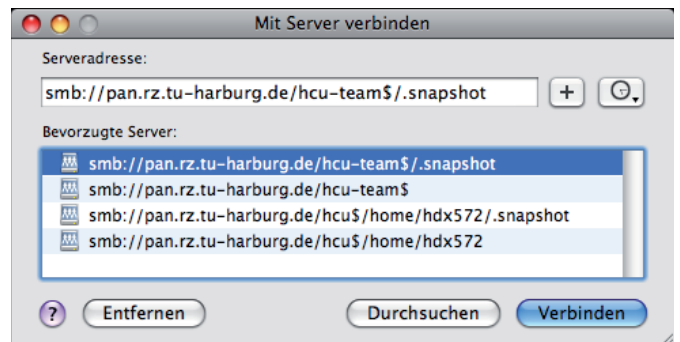 Mit Server verbinden
Serveradresse:
smb://pan.rz.tu-harburg.de/hcu-team$/.snapshot
+
Bevorzugte Server:
smb://pan.rz.tu-harburg.de/hcu-team$/.snapshot
smb://pan.rz.tu-harburg.de/hcu-team$
smb://pan.rz.tu-harburg.de/hcu$/home/hdx572/.snapshot
smb://pan.rz.tu-harburg.de/hcu$/home/hdx572
? Entfernen Durchsuchen Verbinden